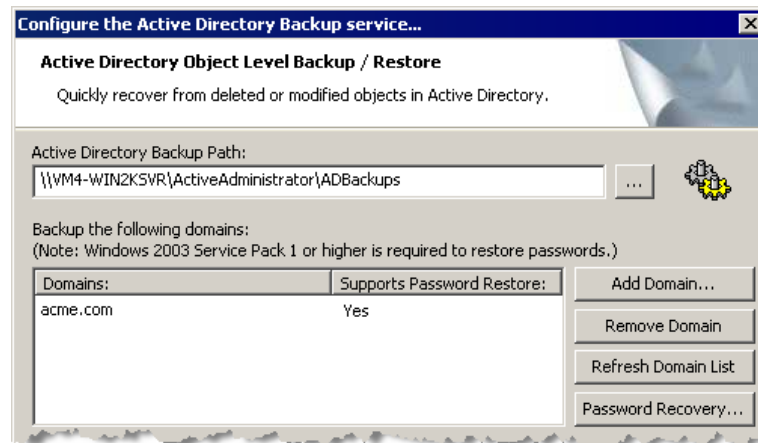 Configure the Active Directory Backup service...
Active Directory Object Level Backup / Restore
Quickly recover from deleted or modified objects in Active Directory.
Active Directory Backup Path:
\\VM4-WIN2KSVR\ActiveAdministrator\ADBackups
...
Backup the following domains:
(Note: Windows 2003 Service Pack 1 or higher is required to restore passwords.)
Domains: Supports Password Restore:
acme.com Yes
Add Domain...
Remove Domain
Refresh Domain List
Password Recovery...